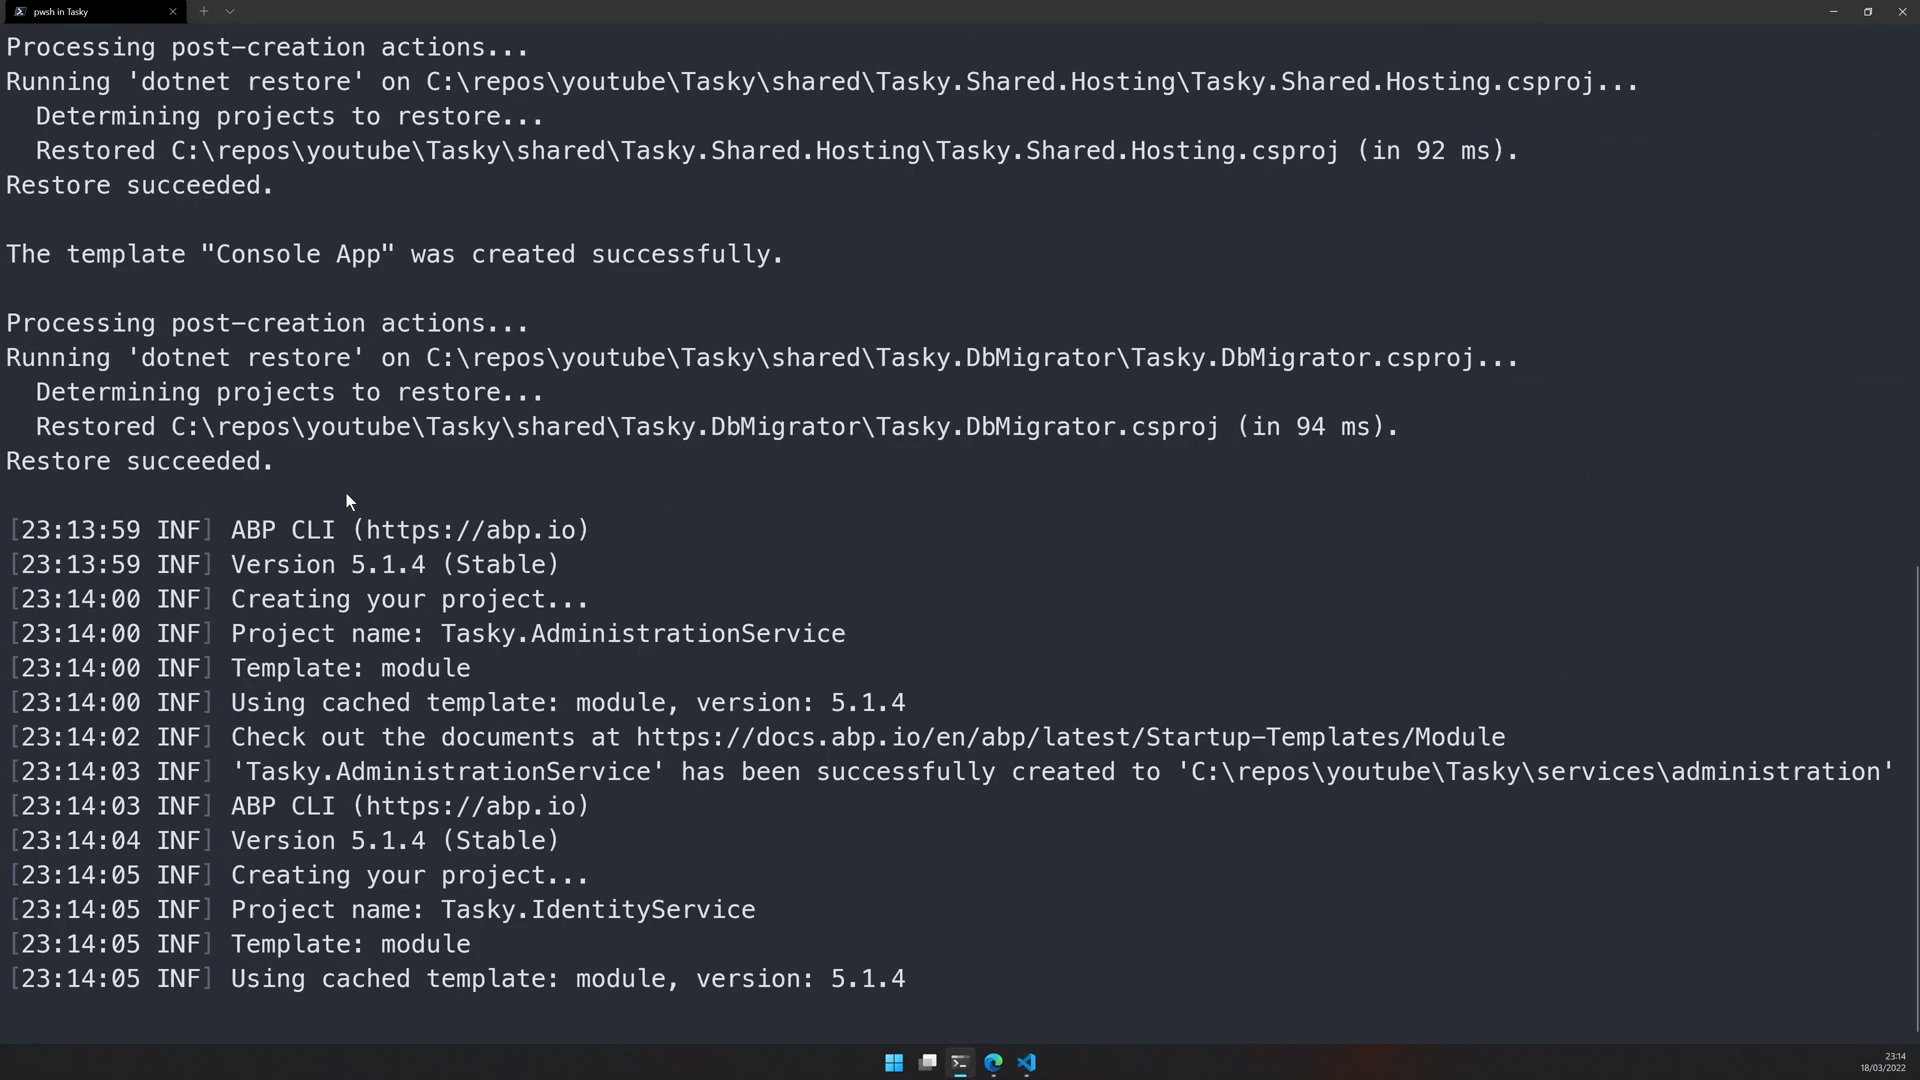 pwsh in Tasky
Processing post-creation actions...
Running 'dotnet restore' on C:\repos\youtube\Tasky\shared\Tasky.Shared.Hosting\Tasky.Shared.Hosting.csproj...
  Determining projects to restore...
  Restored C:\repos\youtube\Tasky\shared\Tasky.Shared.Hosting\Tasky.Shared.Hosting.csproj (in 92 ms).
Restore succeeded.
The template "Console App" was created successfully.
Processing post-creation actions...
Running 'dotnet restore' on C:\repos\youtube\Tasky\shared\Tasky.DbMigrator\Tasky.DbMigrator.csproj...
  Determining projects to restore...
  Restored C:\repos\youtube\Tasky\shared\Tasky.DbMigrator\Tasky.DbMigrator.csproj (in 94 ms).
Restore succeeded.
[23:13:59 INF] ABP CLI (https://abp.io)
[23:13:59 INF] Version 5.1.4 (Stable)
[23:14:00 INF] Creating your project...
[23:14:00 INF] Project name: Tasky.AdministrationService
[23:14:00 INF] Template: module
[23:14:00 INF] Using cached template: module, version: 5.1.4
[23:14:02 INF] Check out the documents at https://docs.abp.io/en/abp/latest/Startup-Templates/Module
[23:14:03 INF] 'Tasky.AdministrationService' has been successfully created to 'C:\repos\youtube\Tasky\services\administration'
[23:14:03 INF] ABP CLI (https://abp.io)
[23:14:04 INF] Version 5.1.4 (Stable)
[23:14:05 INF] Creating your project...
[23:14:05 INF] Project name: Tasky.IdentityService
[23:14:05 INF] Template: module
[23:14:05 INF] Using cached template: module, version: 5.1.4
23:14
18/03/2022